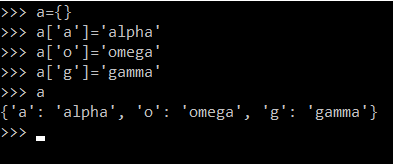 >>> a={}
>>> a['a']='alpha'
>>> a['o']='omega'
>>> a['g']='gamma'
>>> a
{'a': 'alpha', 'o': 'omega', 'g': 'gamma'}
>>>